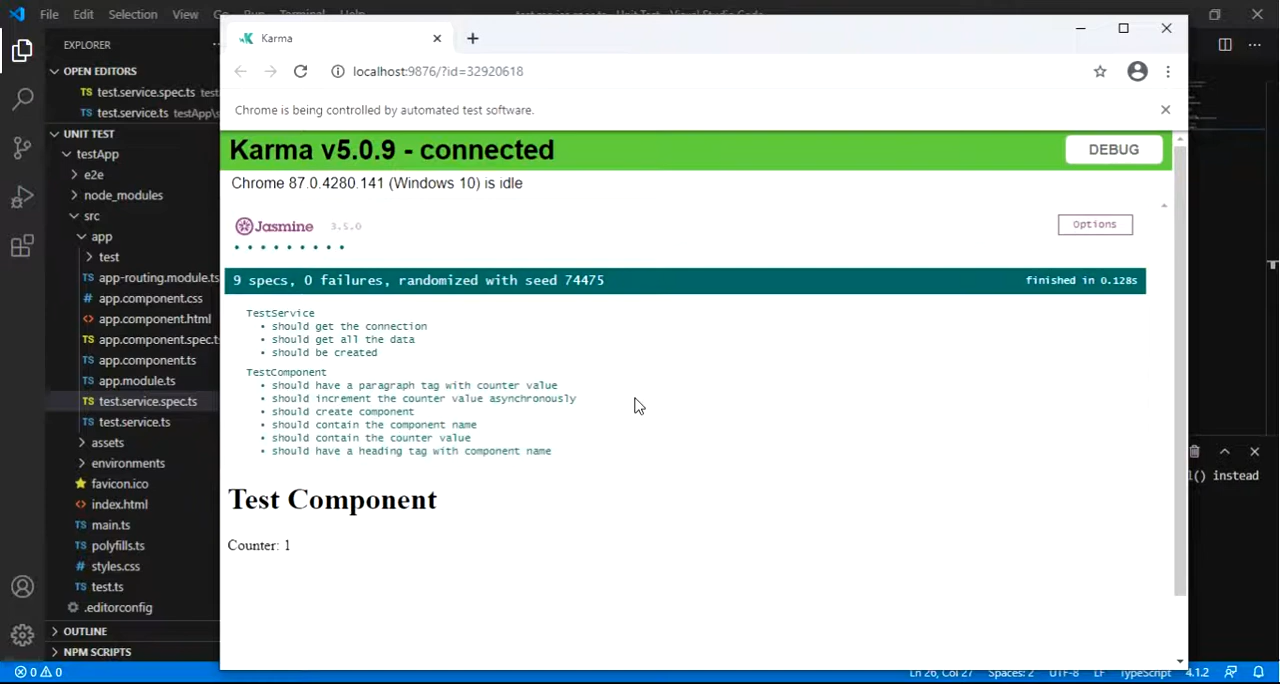 File Edit Selection View
Karma
EXPLORER
localhost:9876/?id=32920618
OPEN EDITORS
TS test.service.spec.ts
TS test.service.ts testApp\s
Chrome is being controlled by automated test software.
UNIT TEST
testApp
e2e
node_modules
src
app
test
TS app-routing.module.ts
# app.component.css
<> app.component.html
TS app.component.spec.t
TS app.component.ts
TS app.module.ts
TS test.service.spec.ts
TS test.service.ts
assets
environments
favicon.ico
<> index.html
TS main.ts
TS polyfills.ts
# styles.css
TS test.ts
.editorconfig
OUTLINE
NPM SCRIPTS
Karma v5.0.9 - connected
DEBUG
Chrome 87.0.4280.141 (Windows 10) is idle
Jasmine 3.5.0
Options
9 specs, 0 failures, randomized with seed 74475
finished in 0.128s
TestService
• should get the connection
• should get all the data
• should be created
TestComponent
• should have a paragraph tag with counter value
• should increment the counter value asynchronously
• should create component
• should contain the component name
• should contain the counter value
• should have a heading tag with component name
Test Component
Counter: 1
l() instead
0 0
Ln 26, Col 27 Spaces: 2 UTF-8 LF TypeScript 4.1.2